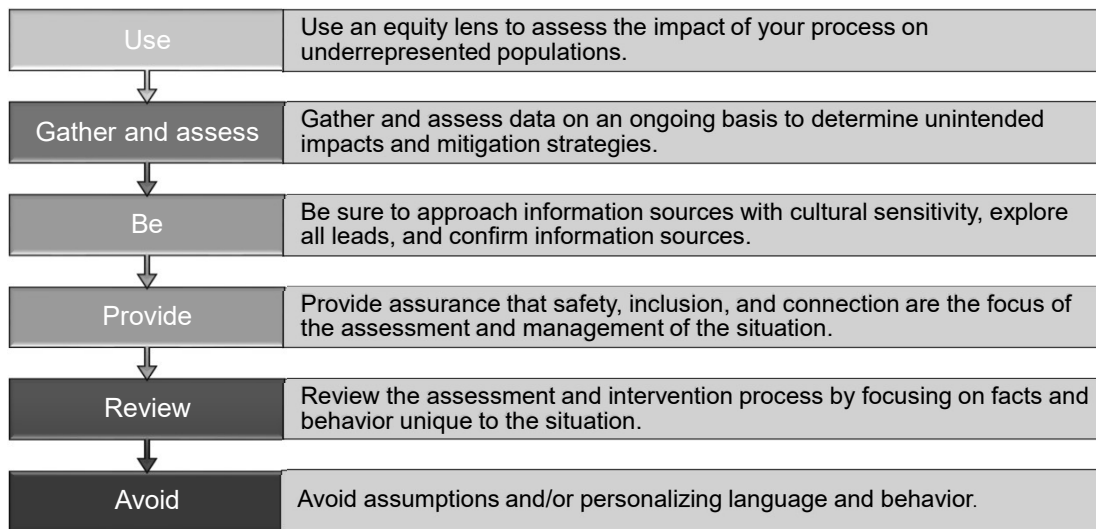 Use
Use an equity lens to assess the impact of your process on
underrepresented populations.
Gather and assess
Gather and assess data on an ongoing basis to determine unintended
impacts and mitigation strategies.
Be
Be sure to approach information sources with cultural sensitivity, explore
all leads, and confirm information sources.
Provide
Provide assurance that safety, inclusion, and connection are the focus of
the assessment and management of the situation.
Review
Review the assessment and intervention process by focusing on facts and
behavior unique to the situation.
Avoid
Avoid assumptions and/or personalizing language and behavior.